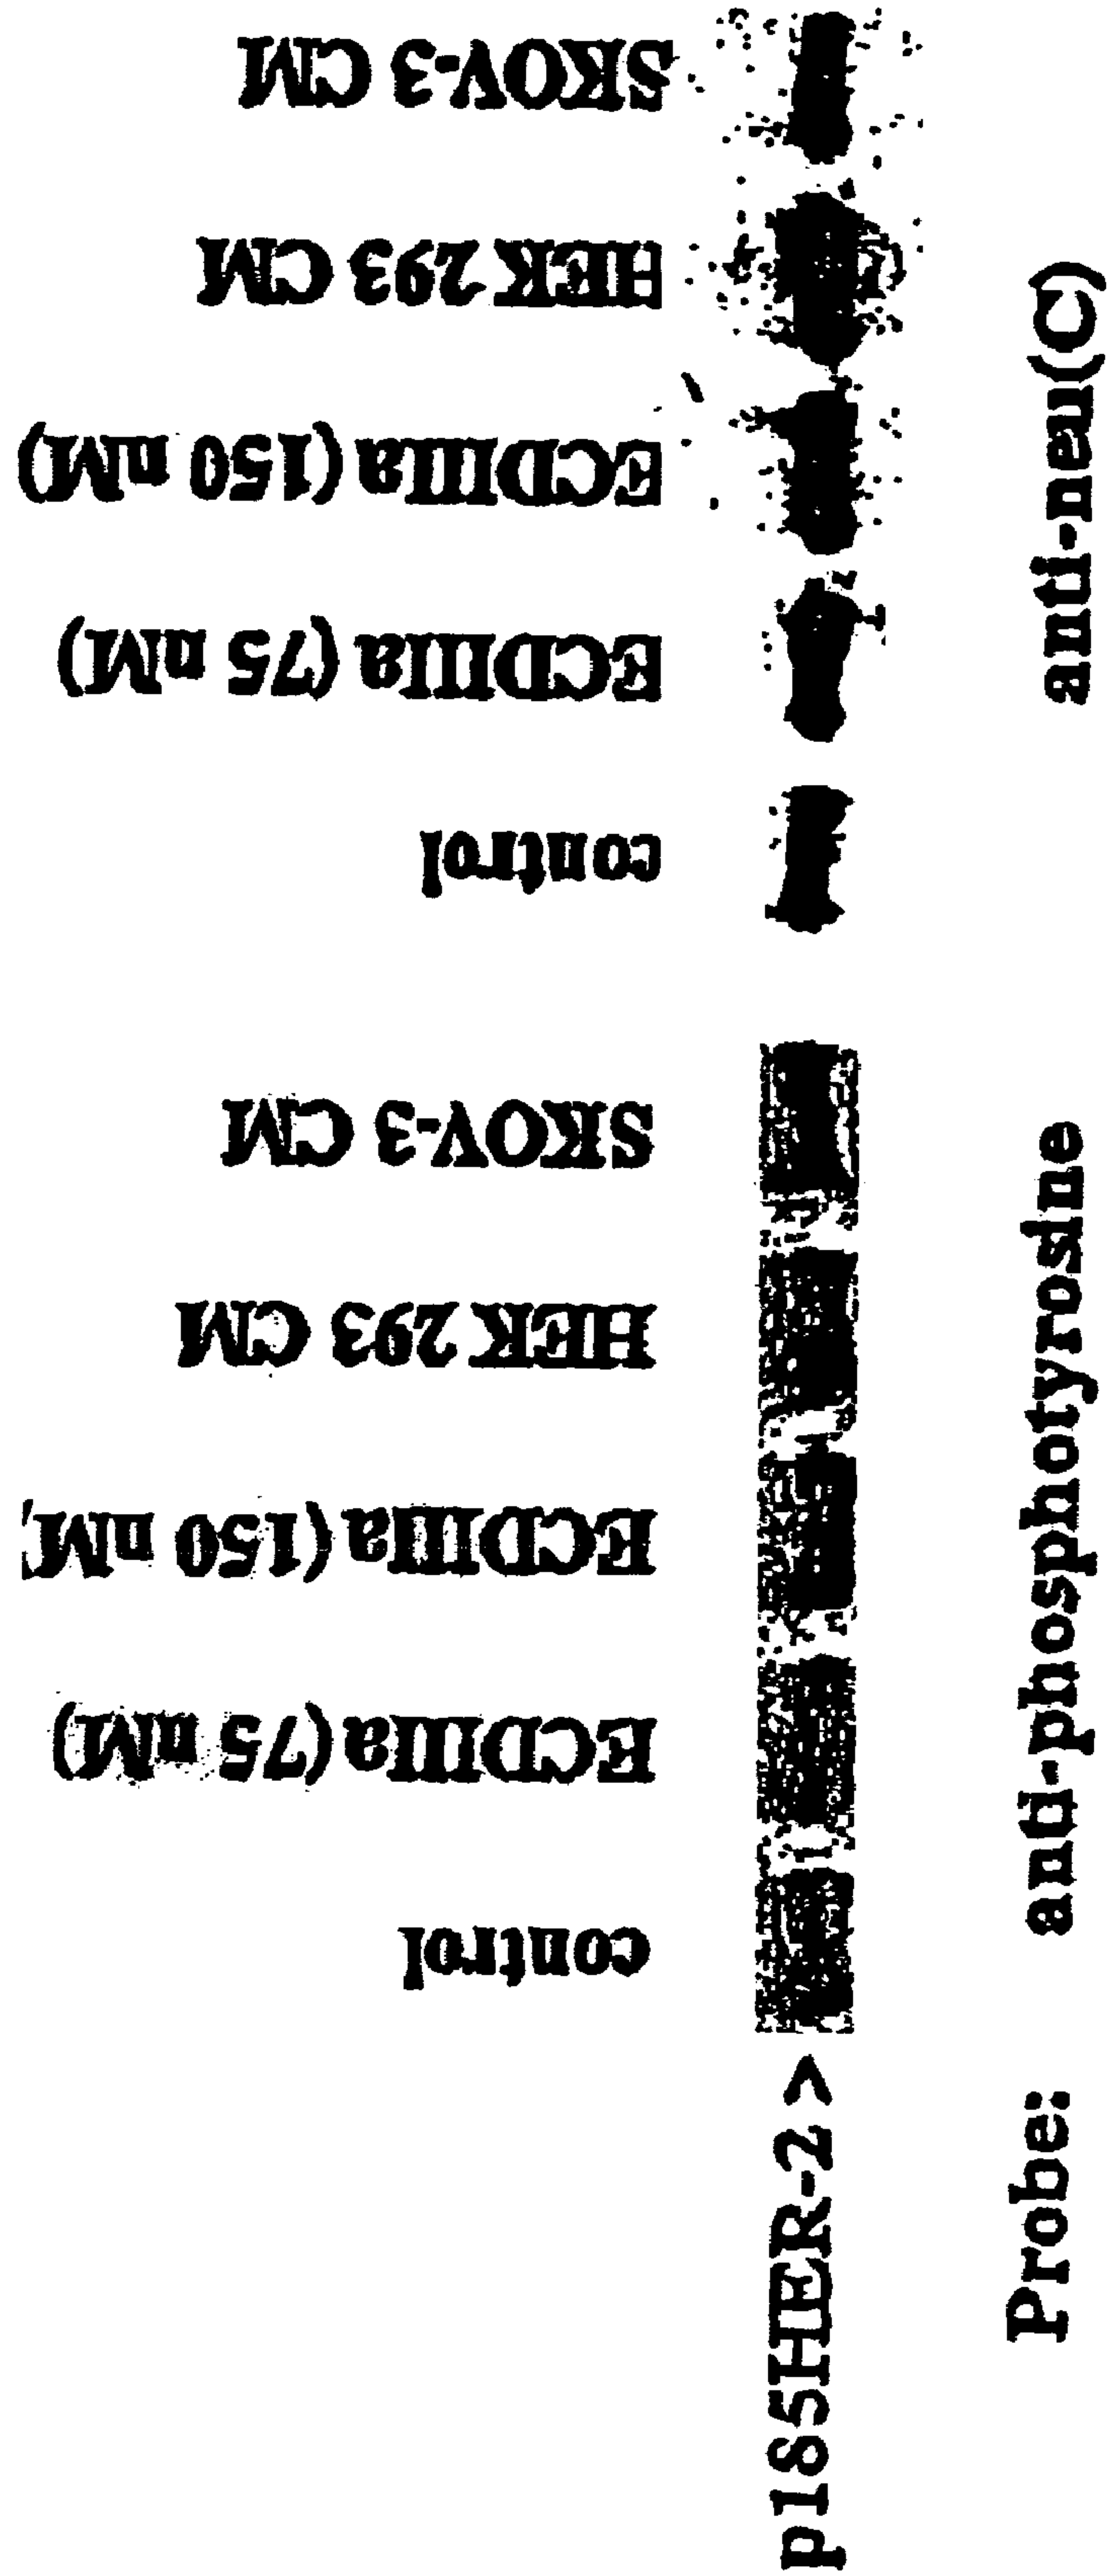 control
ECDIIIa (75 nM)
ECDIIIa (150 nM)
HEK 293 CM
SKOV-3 CM
control
ECDIIIa (75 nM)
ECDIIIa (150 nM)
HEK 293 CM
SKOV-3 CM
p185HER-2 >
Probe: anti-phosphotyrosine anti-neu(C)